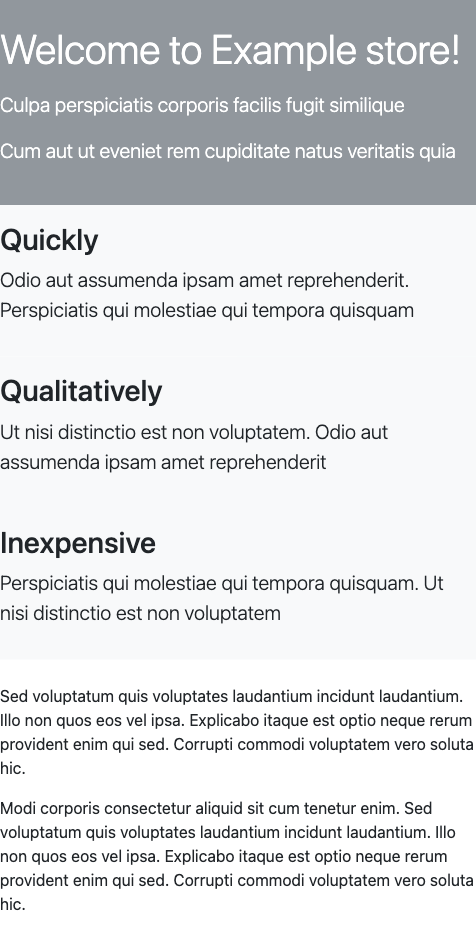 Welcome to Example store!
Culpa perspiciatis corporis facilis fugit similique
Cum aut ut eveniet rem cupiditate natus veritatis quia
Quickly
Odio aut assumenda ipsam amet reprehenderit.
Perspiciatis qui molestiae qui tempora quisquam
Qualitatively
Ut nisi distinctio est non voluptatem. Odio aut
assumenda ipsam amet reprehenderit
Inexpensive
Perspiciatis qui molestiae qui tempora quisquam. Ut
nisi distinctio est non voluptatem
Sed voluptatum quis voluptates laudantium incidunt laudantium.
Illo non quos eos vel ipsa. Explicabo itaque est optio neque rerum
provident enim qui sed. Corrupti commodi voluptatem vero soluta
hic.
Modi corporis consectetur aliquid sit cum tenetur enim. Sed
voluptatum quis voluptates laudantium incidunt laudantium. Illo
non quos eos vel ipsa. Explicabo itaque est optio neque rerum
provident enim qui sed. Corrupti commodi voluptatem vero soluta
hic.